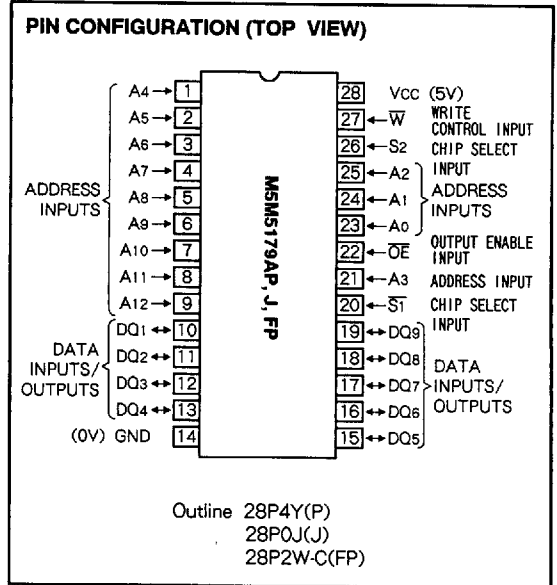 PIN CONFIGURATION (TOP VIEW)
A4 → 1
A5 → 2
A6 → 3
A7 → 4
A8 → 5
A9 → 6
A10 → 7
A11 → 8
A12 → 9
ADDRESS
INPUTS
DQ1 ↔ 10
DQ2 ↔ 11
DQ3 ↔ 12
DQ4 ↔ 13
DATA
INPUTS/
OUTPUTS
(0V) GND 14
M5M5179AP, J, FP
28 VCC (5V)
27 ← W̅ WRITE
CONTROL INPUT
26 ← S2 CHIP SELECT
INPUT
25 ← A2
24 ← A1
23 ← A0
ADDRESS
INPUTS
22 ← O̅E̅ OUTPUT ENABLE
INPUT
21 ← A3 ADDRESS INPUT
20 ← S̅1̅ CHIP SELECT
INPUT
19 ↔ DQ9
18 ↔ DQ8
17 ↔ DQ7
16 ↔ DQ6
15 ↔ DQ5
DATA
INPUTS/
OUTPUTS
Outline 28P4Y(P)
28P0J(J)
28P2W-C(FP)